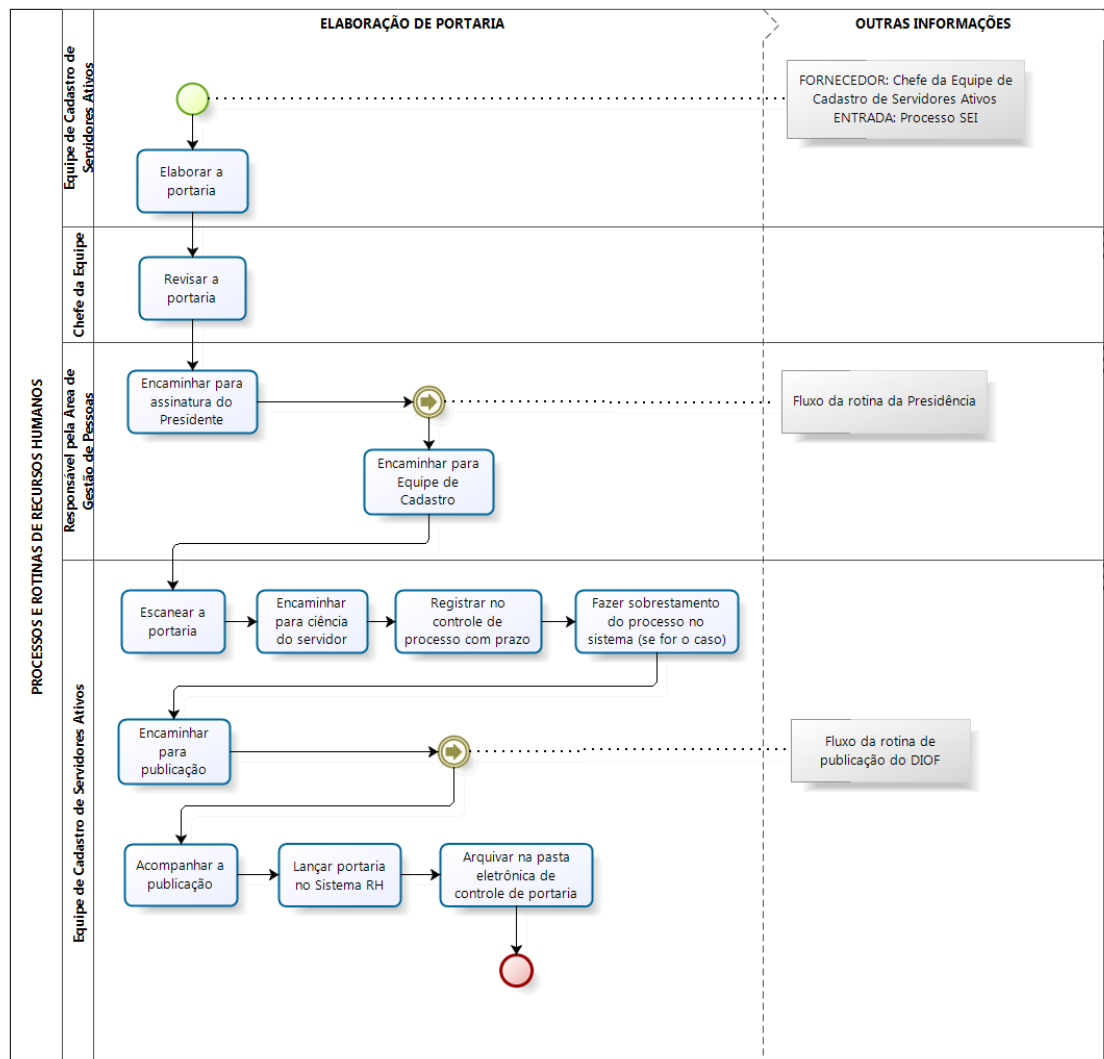 ELABORAÇÃO DE PORTARIA
OUTRAS INFORMAÇÕES
PROCESSOS E ROTINAS DE RECURSOS HUMANOS
Equipe de Cadastro de
Servidores Ativos
FORNECEDOR: Chefe da Equipe de
Cadastro de Servidores Ativos
ENTRADA: Processo SEI
Elaborar a
portaria
Chefe da Equipe
Revisar a
portaria
Responsável pela Área de
Gestão de Pessoas
Encaminhar para
assinatura do
Presidente
Fluxo da rotina da Presidência
Encaminhar para
Equipe de
Cadastro
Equipe de Cadastro de Servidores Ativos
Escanear a
portaria
Encaminhar
para ciência
do servidor
Registrar no
controle de
processo com prazo
Fazer sobrestamento
do processo no
sistema (se for o caso)
Encaminhar
para
publicação
Fluxo da rotina de
publicação do DIOF
Acompanhar a
publicação
Lançar portaria
no Sistema RH
Arquivar na pasta
eletrônica de
controle de portaria